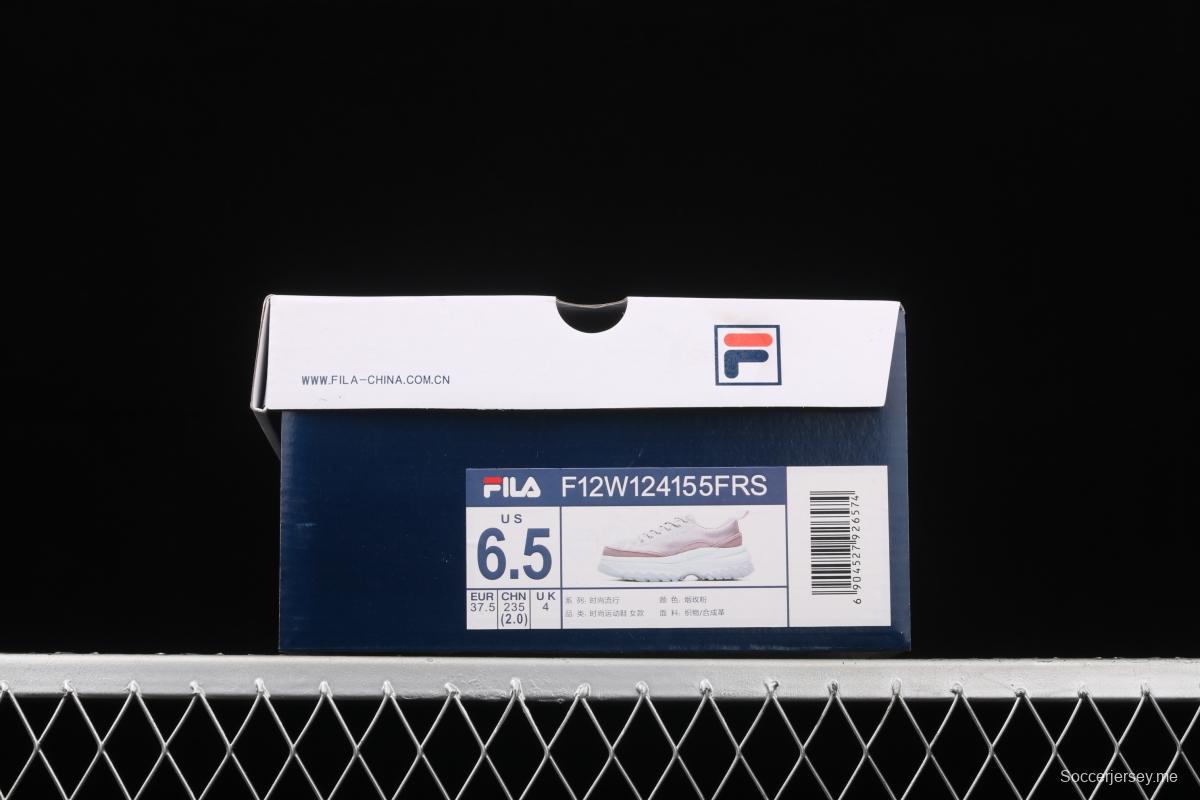 WWW.FILA-CHINA.COM.CN
FILA F12W124155FRS
US
6.5
EUR CHN UK
37.5 235 4
(2.0)
系 列: 时尚流行 颜 色: 烟玫粉
品 类: 时尚运动鞋 女款 面 料: 织物/合成革
6 904527 926574
Soccerjersey.me